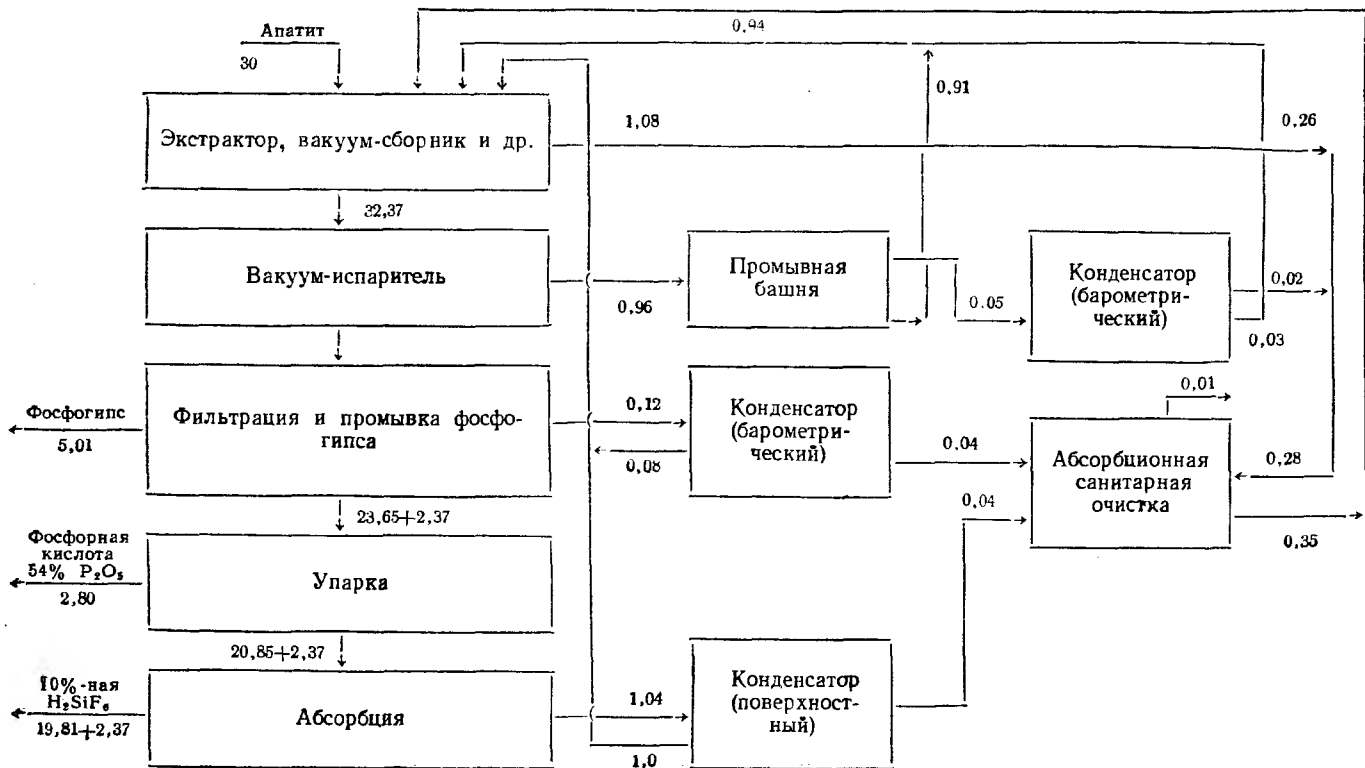 Апатит
30
0,94
0,91
1,08
0,26
Экстрактор, вакуум-сборник и др.
32,37
Вакуум-испаритель
0,96
Промывная
башня
0.05
Конденсатор
(барометри-
ческий)
0,02
0,03
Фосфогипс
5,01
Фильтрация и промывка фосфо-
гипса
0,12
0,08
Конденсатор
(барометри-
ческий)
0,04
0,01
Абсорбционная
санитарная
очистка
0,28
0,35
0,04
23,65+2,37
Фосфорная
кислота
54% P₂O₅
2,80
Упарка
20,85+2,37
10%-ная
H₂SiF₆
19,81+2,37
Абсорбция
1,04
1,0
Конденсатор
(поверхност-
ный)